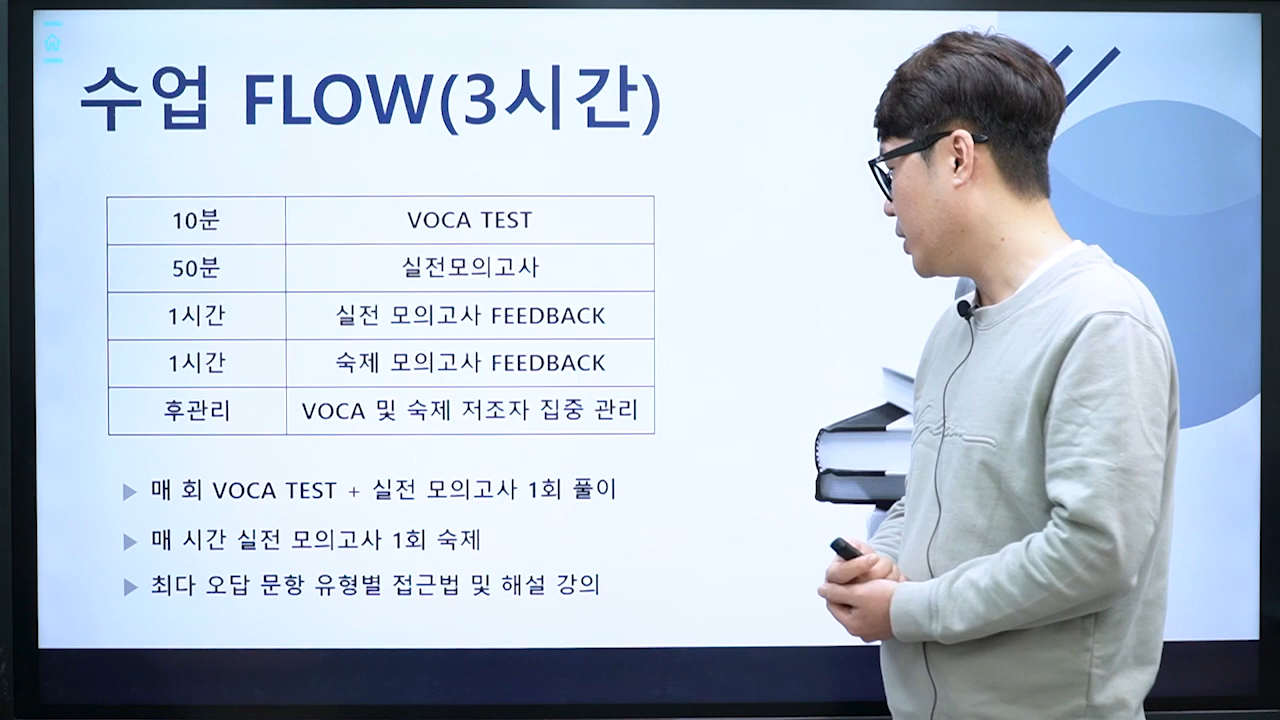 수업 FLOW(3시간)
10분 VOCA TEST
50분 실전모의고사
1시간 실전 모의고사 FEEDBACK
1시간 숙제 모의고사 FEEDBACK
후관리 VOCA 및 숙제 저조자 집중 관리
매 회 VOCA TEST + 실전 모의고사 1회 풀이
매 시간 실전 모의고사 1회 숙제
최다 오답 문항 유형별 접근법 및 해설 강의